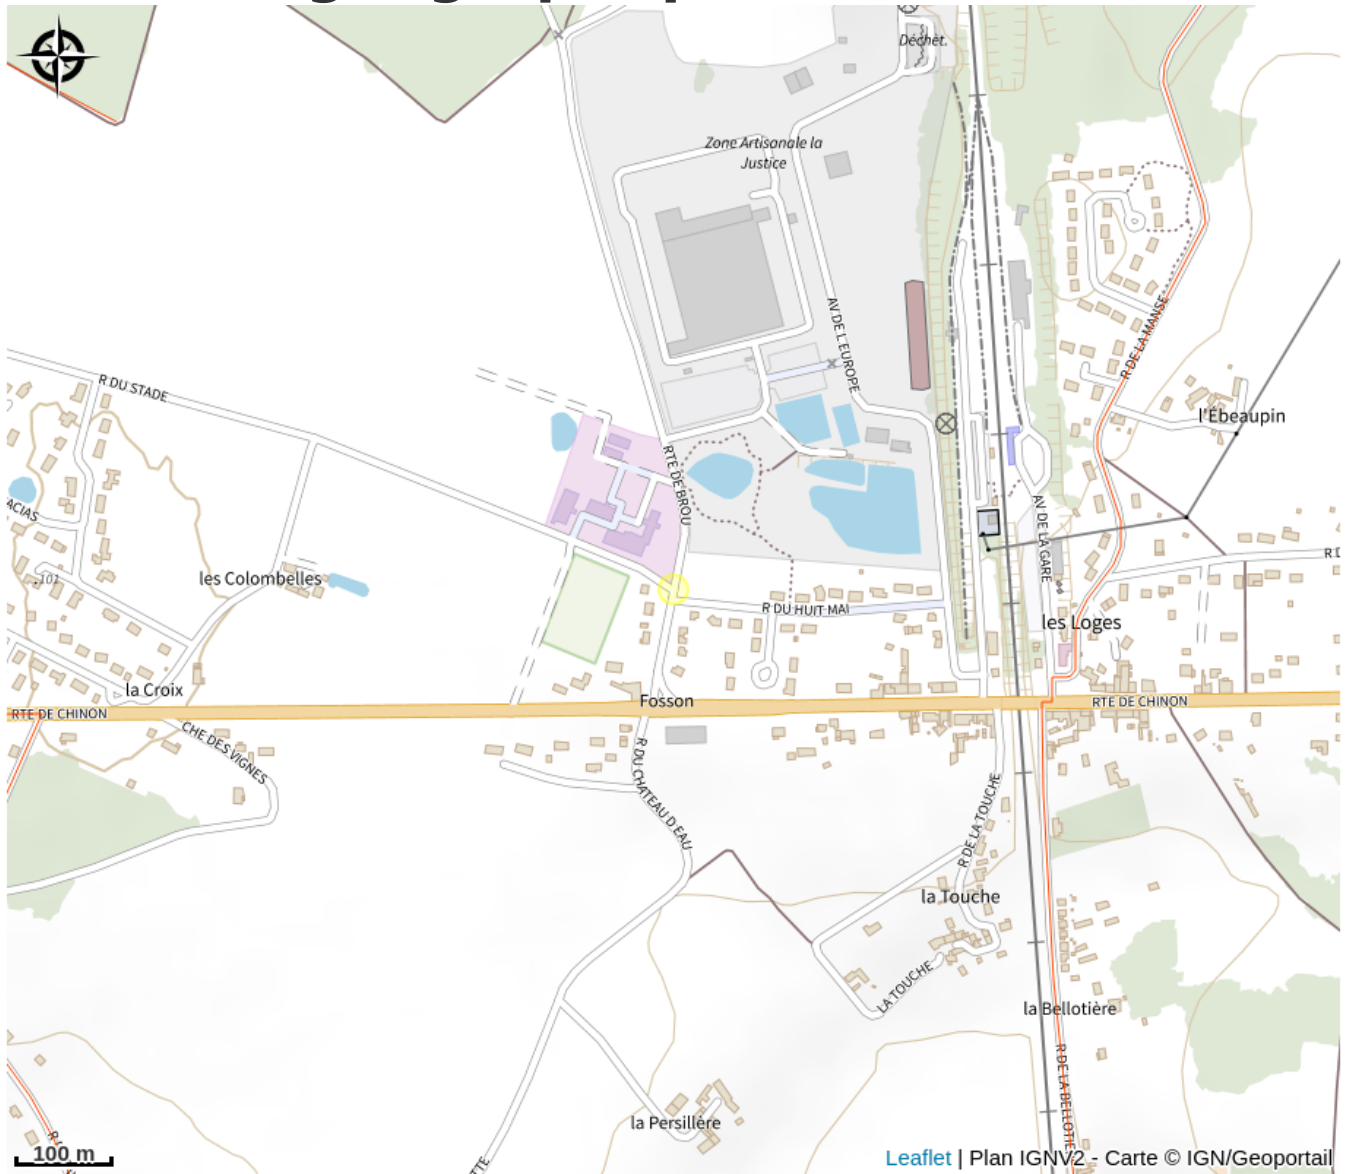 Déchèt.
Zone Artisanale la
Justice
AV DE L'EUROPE
R DE LA MANSE
R DU STADE
l'Ébeaupin
RTE DE BROU
ACIAS
AV DE LA GARE
101
les Colombelles
R DU HUIT MAI
les Loges
la Croix
Fosson
RTE DE CHINON
RTE DE CHINON
CHE DES VIGNES
R DU CHATEAU D EAU
R DE LA TOUCHE
la Touche
LA TOUCHE
la Bellotière
R DE LA BELLOTIE
la Persillère
100 m
Leaflet | Plan IGNV2 - Carte © IGN/Geoportail